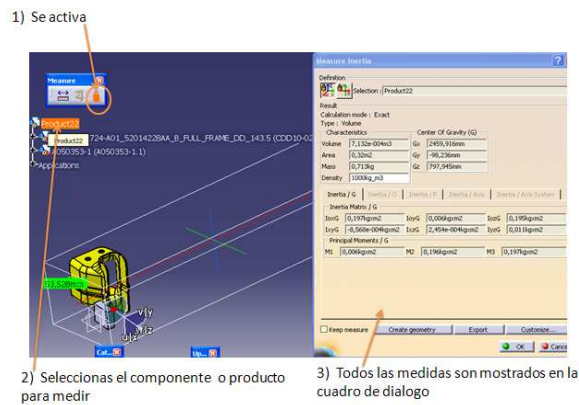 1) Se activa
Measure
Product22
Product22
724-A01_52014228AA_B_FULL_FRAME_DD_143.5 (CDD10-02
A050353-1 (A050353-1.1)
Applications
Cat...
Up...
Measure Inertia
Definition
Selection : Product22
Result
Calculation mode : Exact
Type : Volume
Characteristics Center Of Gravity (G)
Volume 7,132e-004m3 Gx 2459,916mm
Area 0,32m2 Gy -98,236mm
Mass 0,713kg Gz 797,945mm
Density 1000kg_m3
Inertia / G Inertia / O Inertia / P Inertia / Axis Inertia / Axis System
Inertia Matrix / G
IoxG 0,197kgxm2 IoyG 0,006kgxm2 IozG 0,195kgxm2
IxyG -8,568e-004kgxm2 IxzG 2,454e-004kgxm2 IyzG 0,011kgxm2
Principal Moments / G
M1 0,006kgxm2 M2 0,196kgxm2 M3 0,197kgxm2
Keep measure Create geometry Export Customize...
OK Cance
2) Seleccionas el componente o producto
para medir
3) Todos las medidas son mostrados en la
cuadro de dialogo